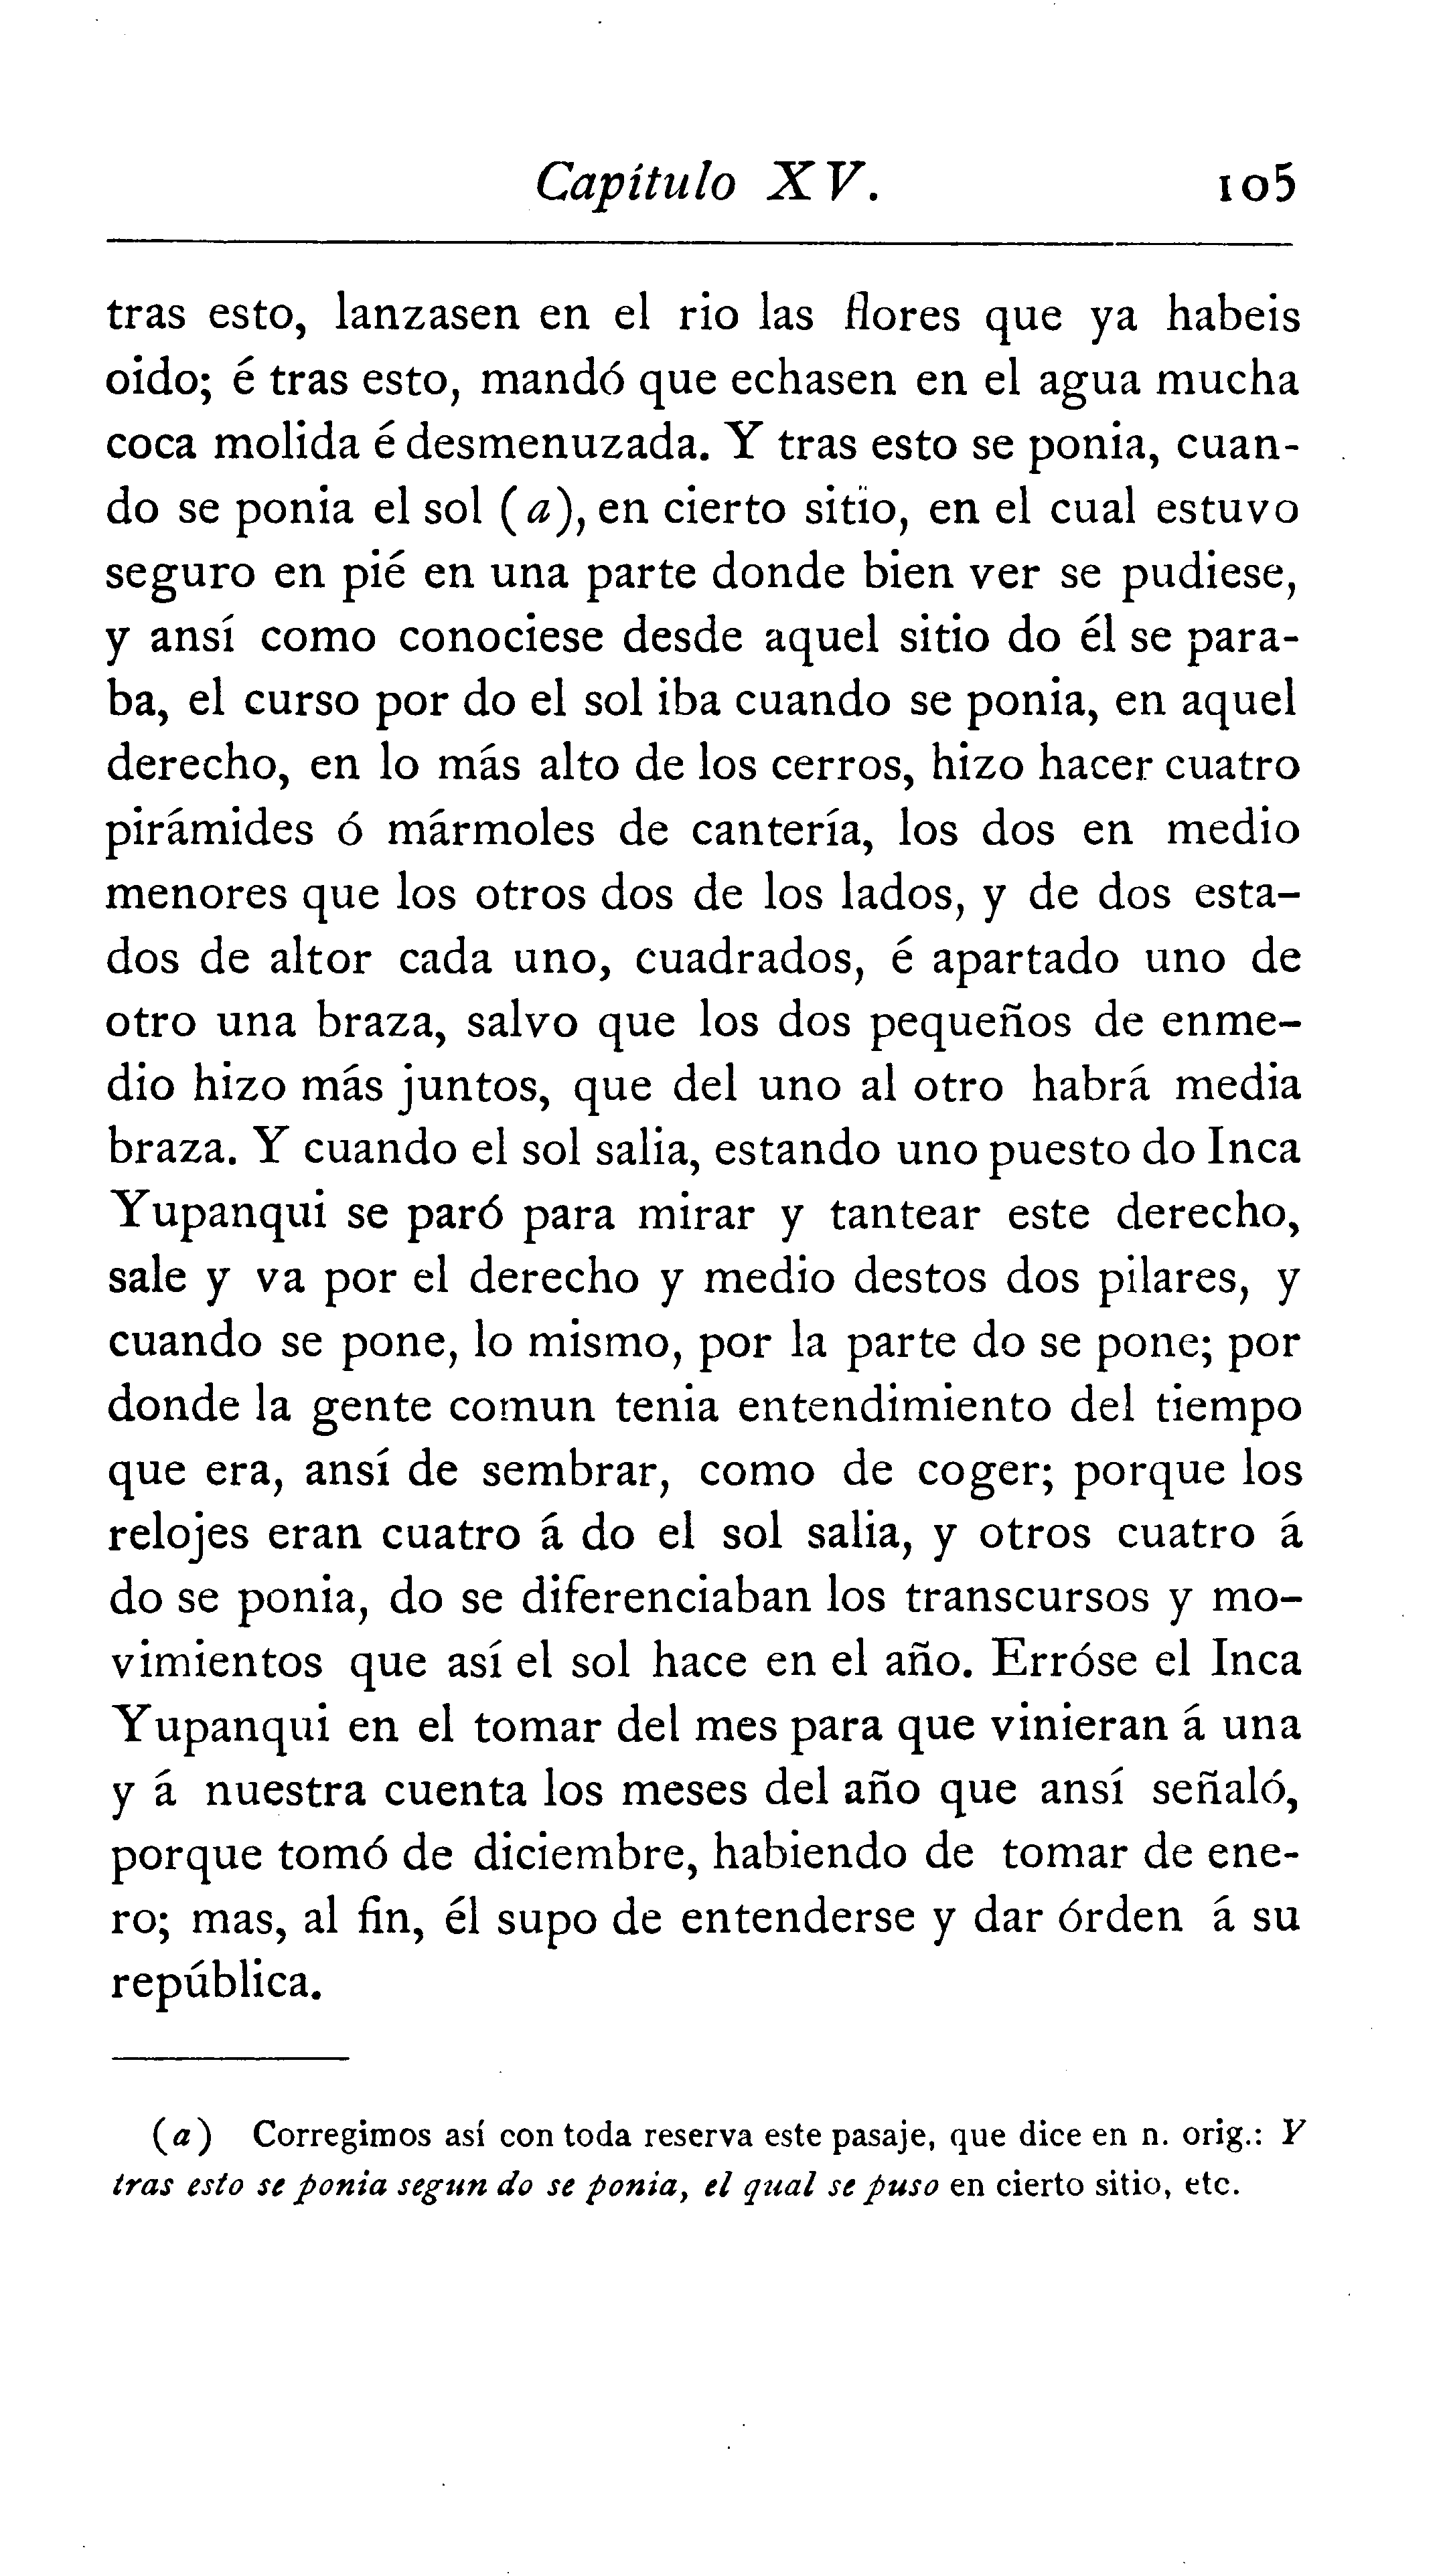 Capítulo XV. 105
tras esto, lanzasen en el rio las flores que ya habeis
oido; é tras esto, mandó que echasen en el agua mucha
coca molida é desmenuzada. Y tras esto se ponia, cuan-
do se ponia el sol (a), en cierto sitio, en el cual estuvo
seguro en pié en una parte donde bien ver se pudiese,
y ansí como conociese desde aquel sitio do él se para-
ba, el curso por do el sol iba cuando se ponia, en aquel
derecho, en lo más alto de los cerros, hizo hacer cuatro
pirámides ó mármoles de cantería, los dos en medio
menores que los otros dos de los lados, y de dos esta-
dos de altor cada uno, cuadrados, é apartado uno de
otro una braza, salvo que los dos pequeños de enme-
dio hizo más juntos, que del uno al otro habrá media
braza. Y cuando el sol salia, estando uno puesto do Inca
Yupanqui se paró para mirar y tantear este derecho,
sale y va por el derecho y medio destos dos pilares, y
cuando se pone, lo mismo, por la parte do se pone; por
donde la gente comun tenia entendimiento del tiempo
que era, ansí de sembrar, como de coger; porque los
relojes eran cuatro á do el sol salia, y otros cuatro á
do se ponia, do se diferenciaban los transcursos y mo-
vimientos que así el sol hace en el año. Erróse el Inca
Yupanqui en el tomar del mes para que vinieran á una
y á nuestra cuenta los meses del año que ansí señaló,
porque tomó de diciembre, habiendo de tomar de ene-
ro; mas, al fin, él supo de entenderse y dar órden á su
república.
(a) Corregimos así con toda reserva este pasaje, que dice en n. orig.: Y
tras esto se ponia segun do se ponia, el qual se puso en cierto sitio, etc.